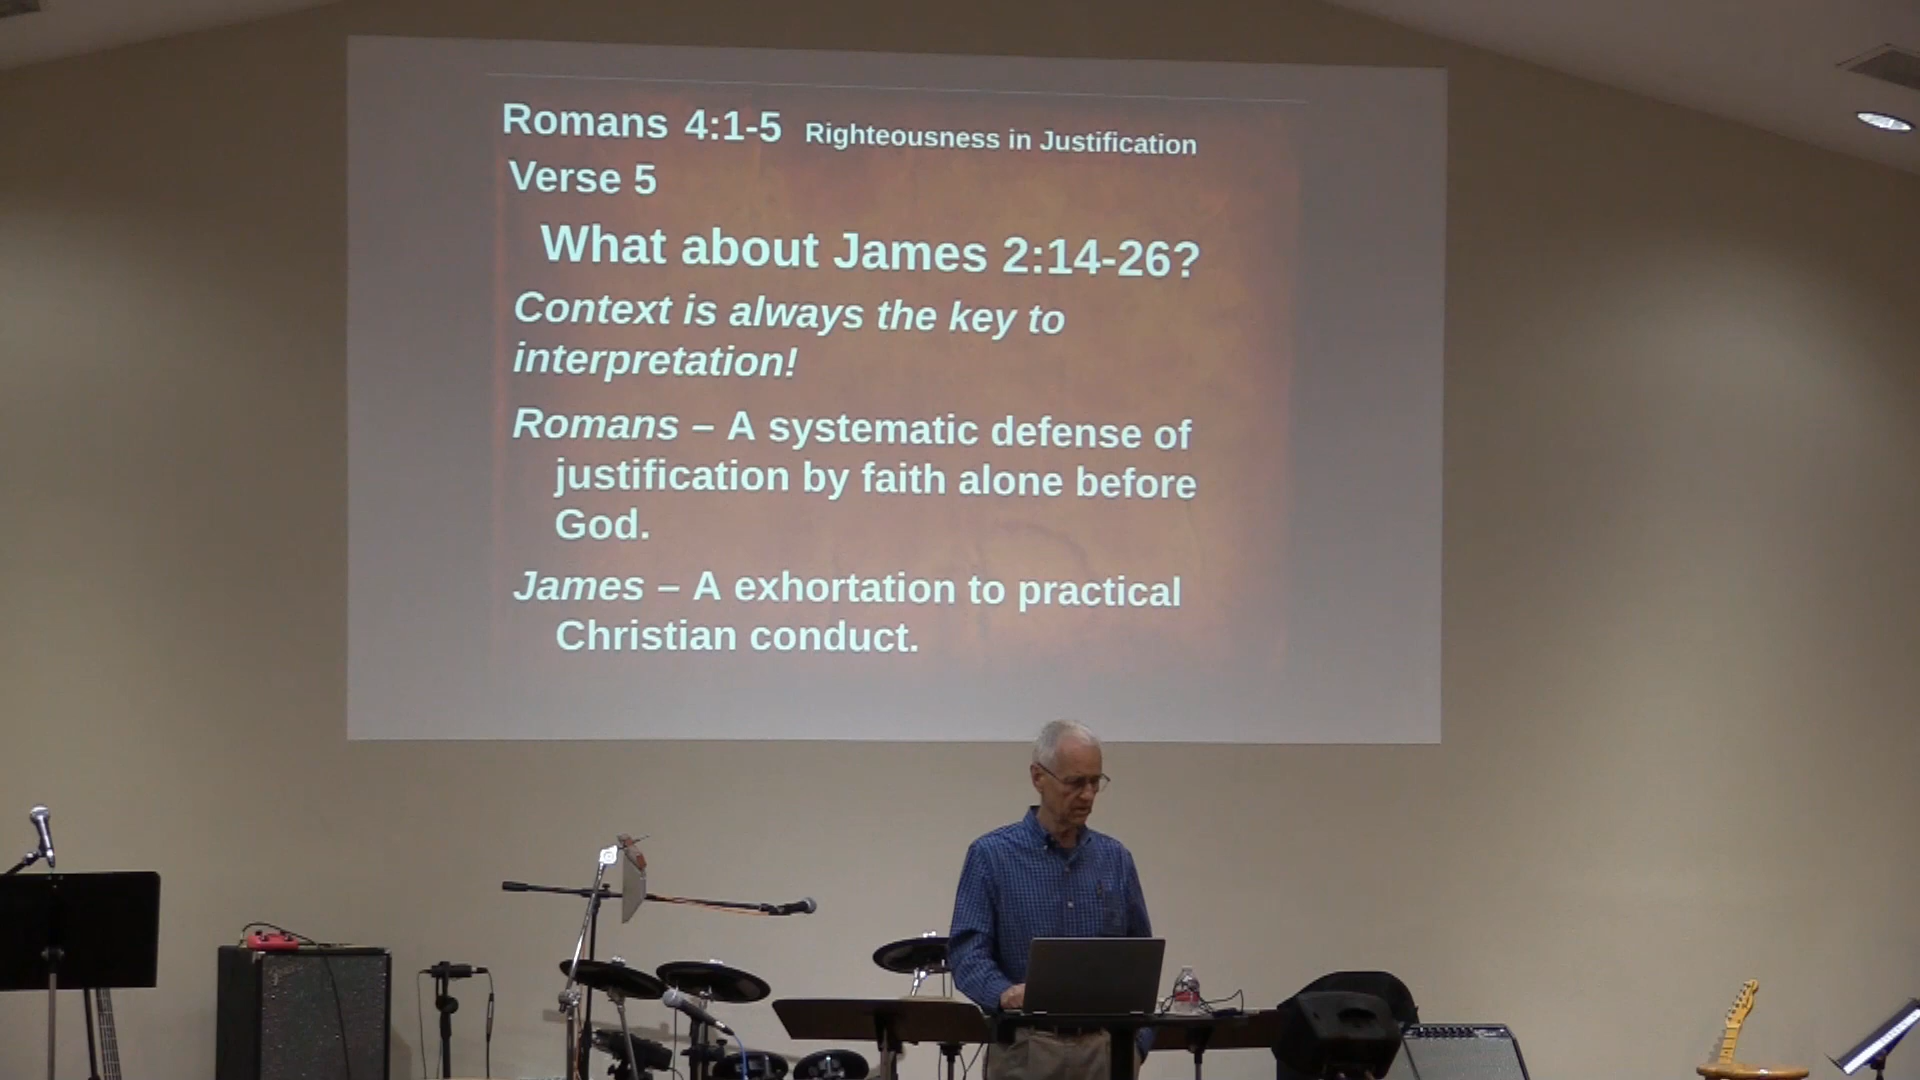 Romans 4:1-5 Righteousness in Justification
Verse 5
What about James 2:14-26?
Context is always the key to
interpretation!
Romans – A systematic defense of
justification by faith alone before
God.
James – A exhortation to practical
Christian conduct.